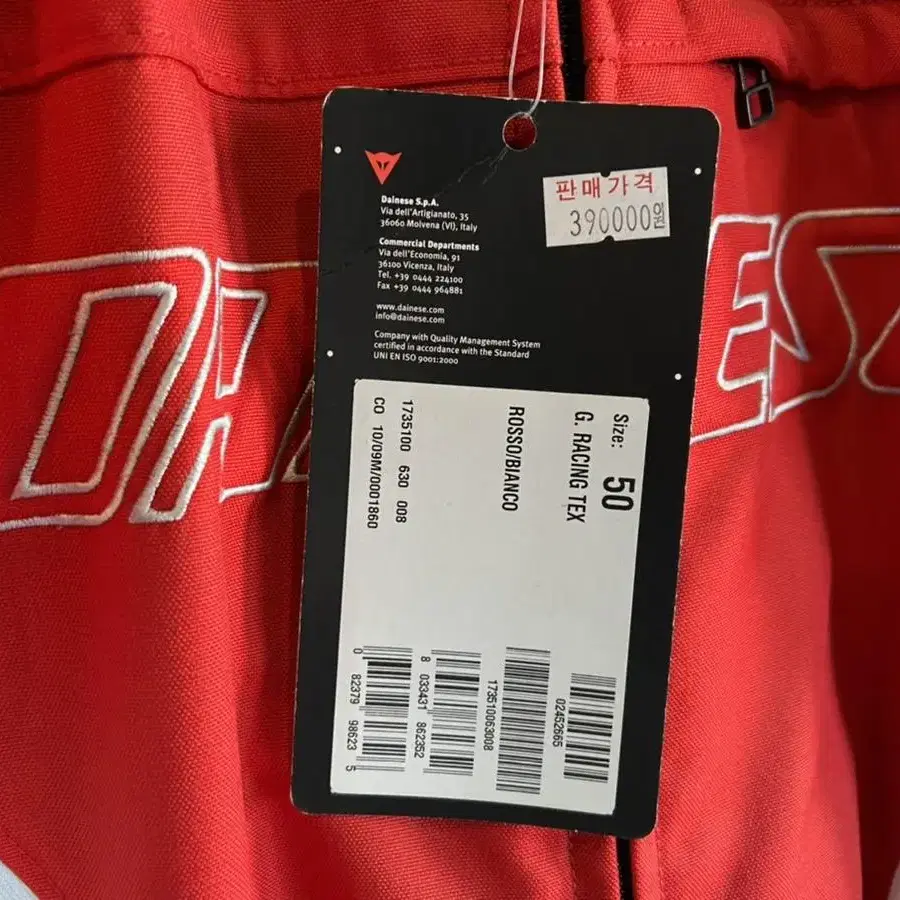 판매가격
390000원
Dainese S.p.A.
Via dell'Artigianato, 35
36060 Molvena (VI), Italy
Commercial Departments
Via dell'Economia, 91
36100 Vicenza, Italy
Tel. +39 0444 224100
Fax +39 0444 964881
www.dainese.com
info@dainese.com
Company with Quality Management System
certified in accordance with the Standard
UNI EN ISO 9001:2000
Size: 50
G. RACING TEX
ROSSO/BIANCO
1735100 630 008
CO 10/09M/0001860
02452665
173510063008
8 033431 862352
0 82379 98623 5